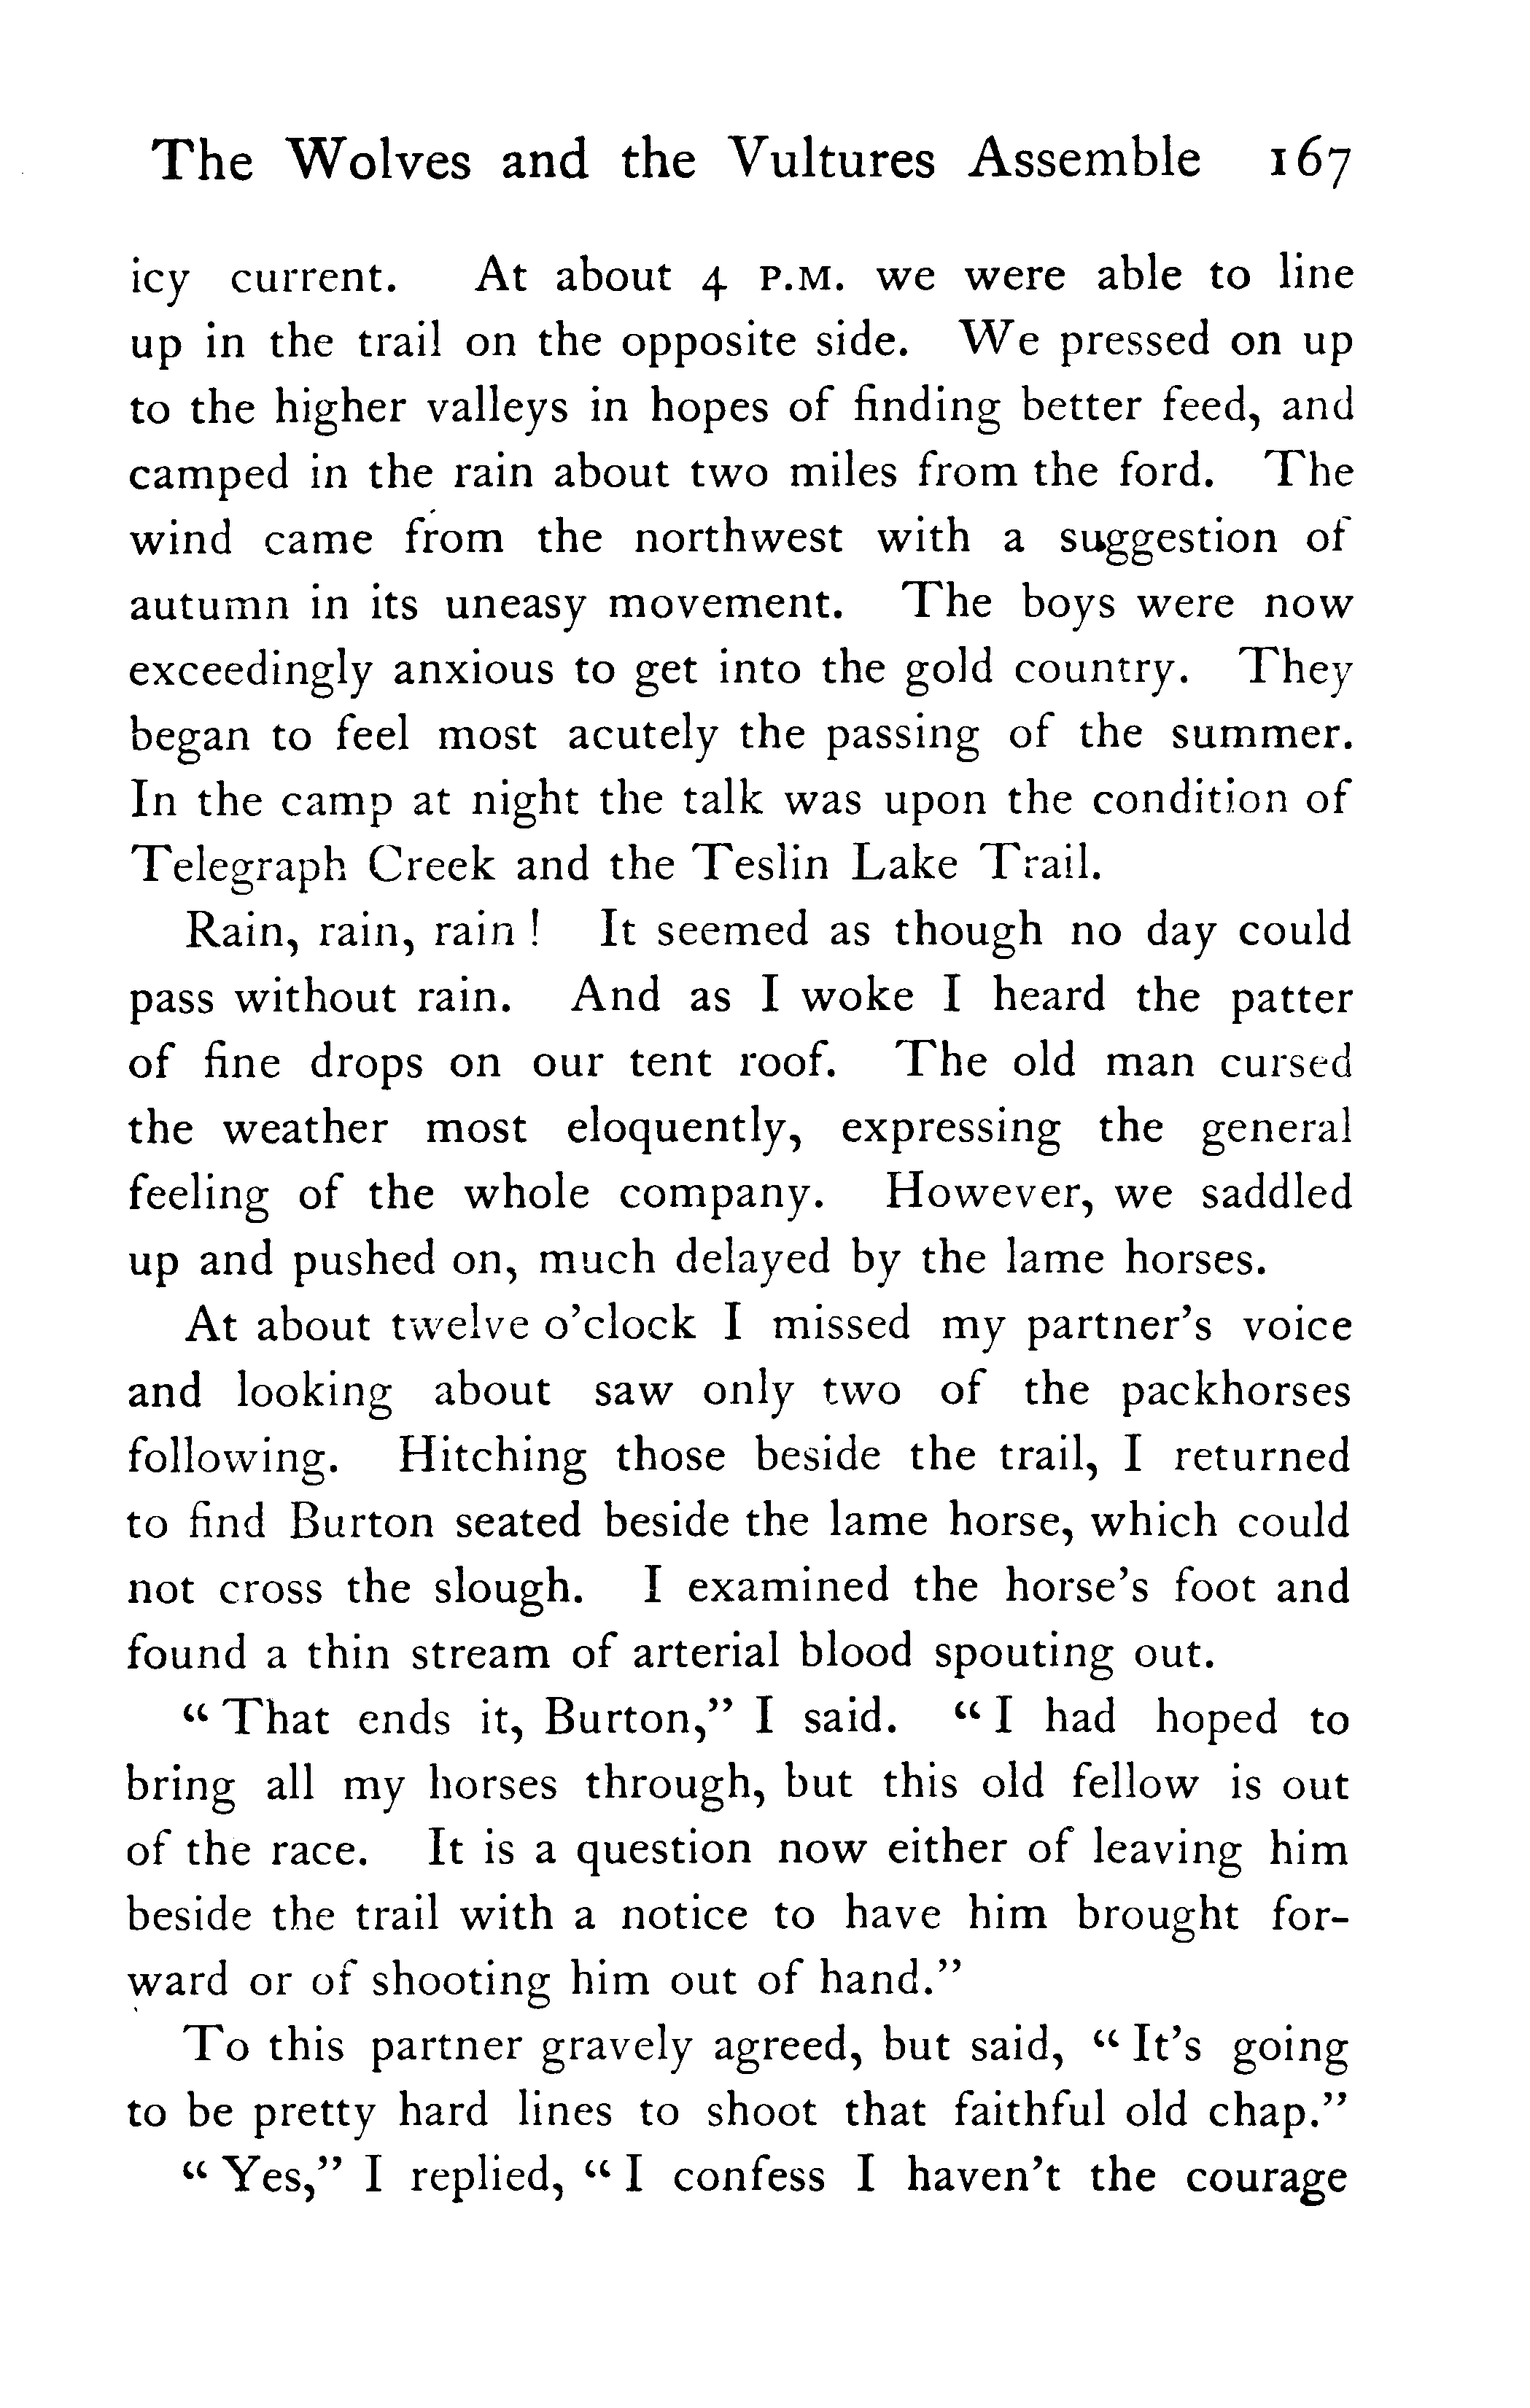 The Wolves and the Vultures Assemble 167
icy current. At about 4 P.M. we were able to line
up in the trail on the opposite side. We pressed on up
to the higher valleys in hopes of finding better feed, and
camped in the rain about two miles from the ford. The
wind came from the northwest with a suggestion of
autumn in its uneasy movement. The boys were now
exceedingly anxious to get into the gold country. They
began to feel most acutely the passing of the summer.
In the camp at night the talk was upon the condition of
Telegraph Creek and the Teslin Lake Trail.
Rain, rain, rain! It seemed as though no day could
pass without rain. And as I woke I heard the patter
of fine drops on our tent roof. The old man cursed
the weather most eloquently, expressing the general
feeling of the whole company. However, we saddled
up and pushed on, much delayed by the lame horses.
At about twelve o’clock I missed my partner’s voice
and looking about saw only two of the packhorses
following. Hitching those beside the trail, I returned
to find Burton seated beside the lame horse, which could
not cross the slough. I examined the horse’s foot and
found a thin stream of arterial blood spouting out.
“That ends it, Burton,” I said. “I had hoped to
bring all my horses through, but this old fellow is out
of the race. It is a question now either of leaving him
beside the trail with a notice to have him brought for-
ward or of shooting him out of hand.”
To this partner gravely agreed, but said, “It’s going
to be pretty hard lines to shoot that faithful old chap.”
“Yes,” I replied, “I confess I haven’t the courage